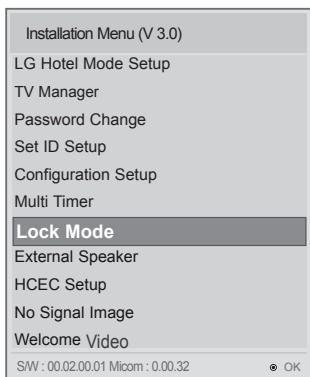 Installation Menu (V 3.0)
LG Hotel Mode Setup
TV Manager
Password Change
Set ID Setup
Configuration Setup
Multi Timer
Lock Mode
External Speaker
HCEC Setup
No Signal Image
Welcome Video
S/W : 00.02.00.01 Micom : 0.00.32 ◉ OK